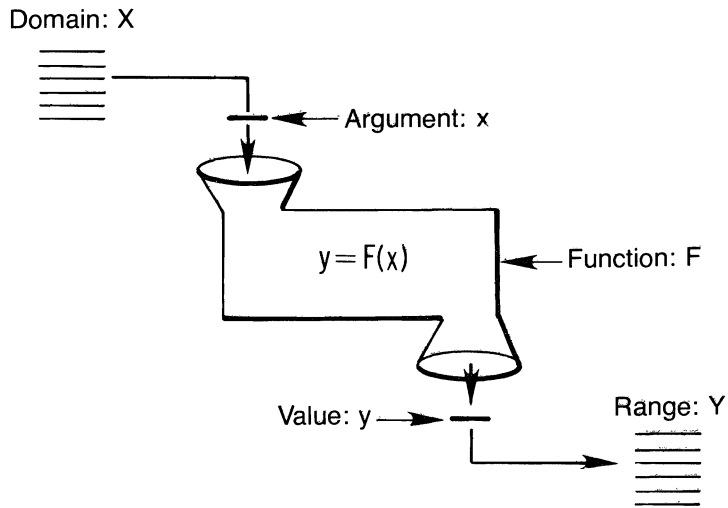 Domain: X
Argument: x
y = F(x)
Function: F
Value: y
Range: Y